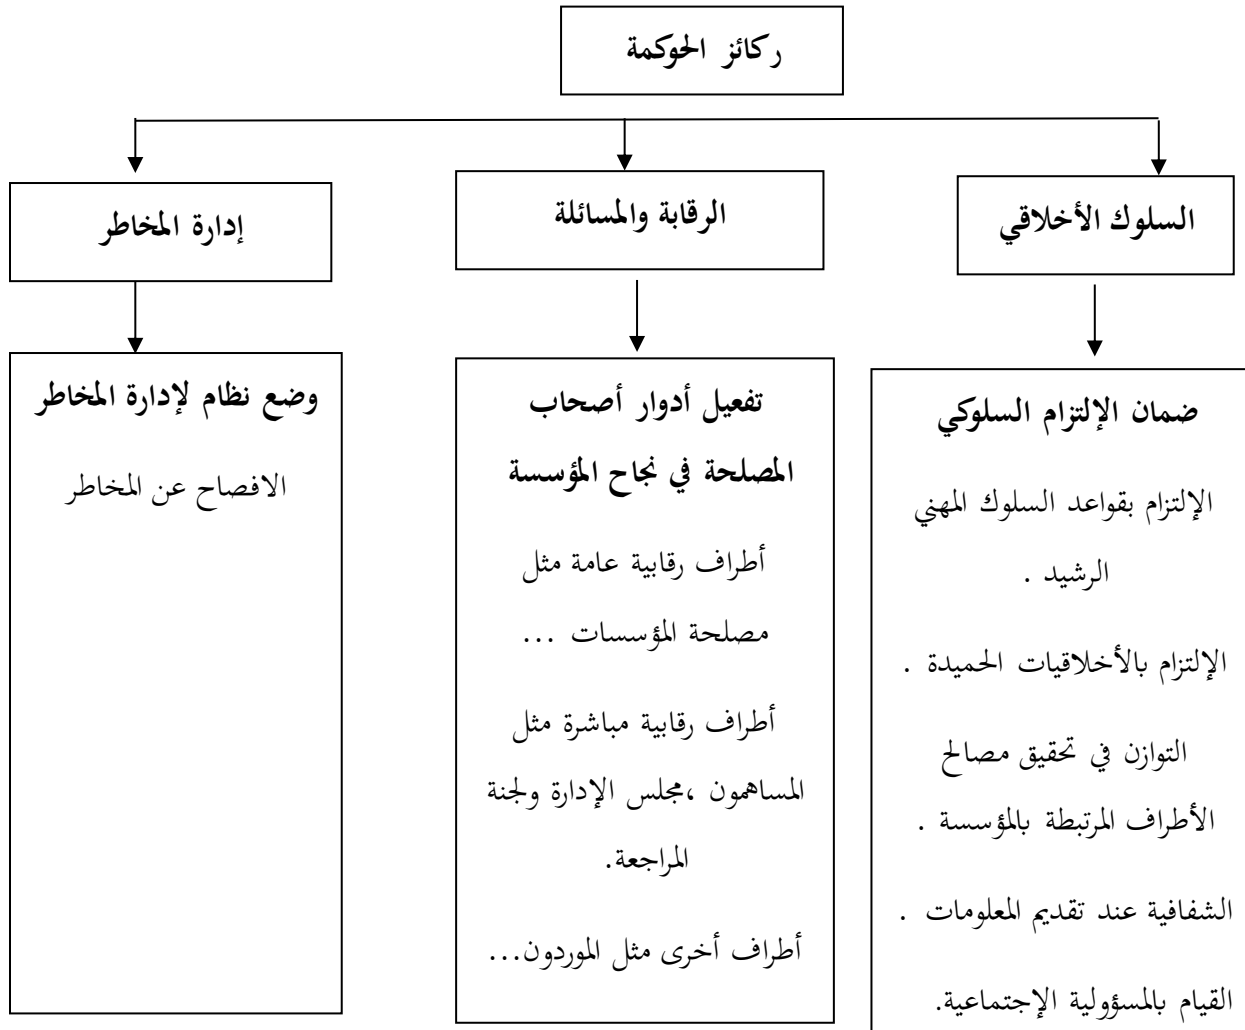 ركائز الحوكمة
السلوك الأخلاقي
الرقابة والمسائلة
إدارة المخاطر
ضمان الإلتزام السلوكي
الإلتزام بقواعد السلوك المهني
الرشيد .
الإلتزام بالأخلاقيات الحميدة .
التوازن في تحقيق مصالح
الأطراف المرتبطة بالمؤسسة .
الشفافية عند تقديم المعلومات .
القيام بالمسؤولية الإجتماعية.
تفعيل أدوار أصحاب
المصلحة في نجاح المؤسسة
أطراف رقابية عامة مثل
مصلحة المؤسسات ...
أطراف رقابية مباشرة مثل
المساهمون ،مجلس الإدارة ولجنة
المراجعة.
أطراف أخرى مثل الموردون...
وضع نظام لإدارة المخاطر
الافصاح عن المخاطر